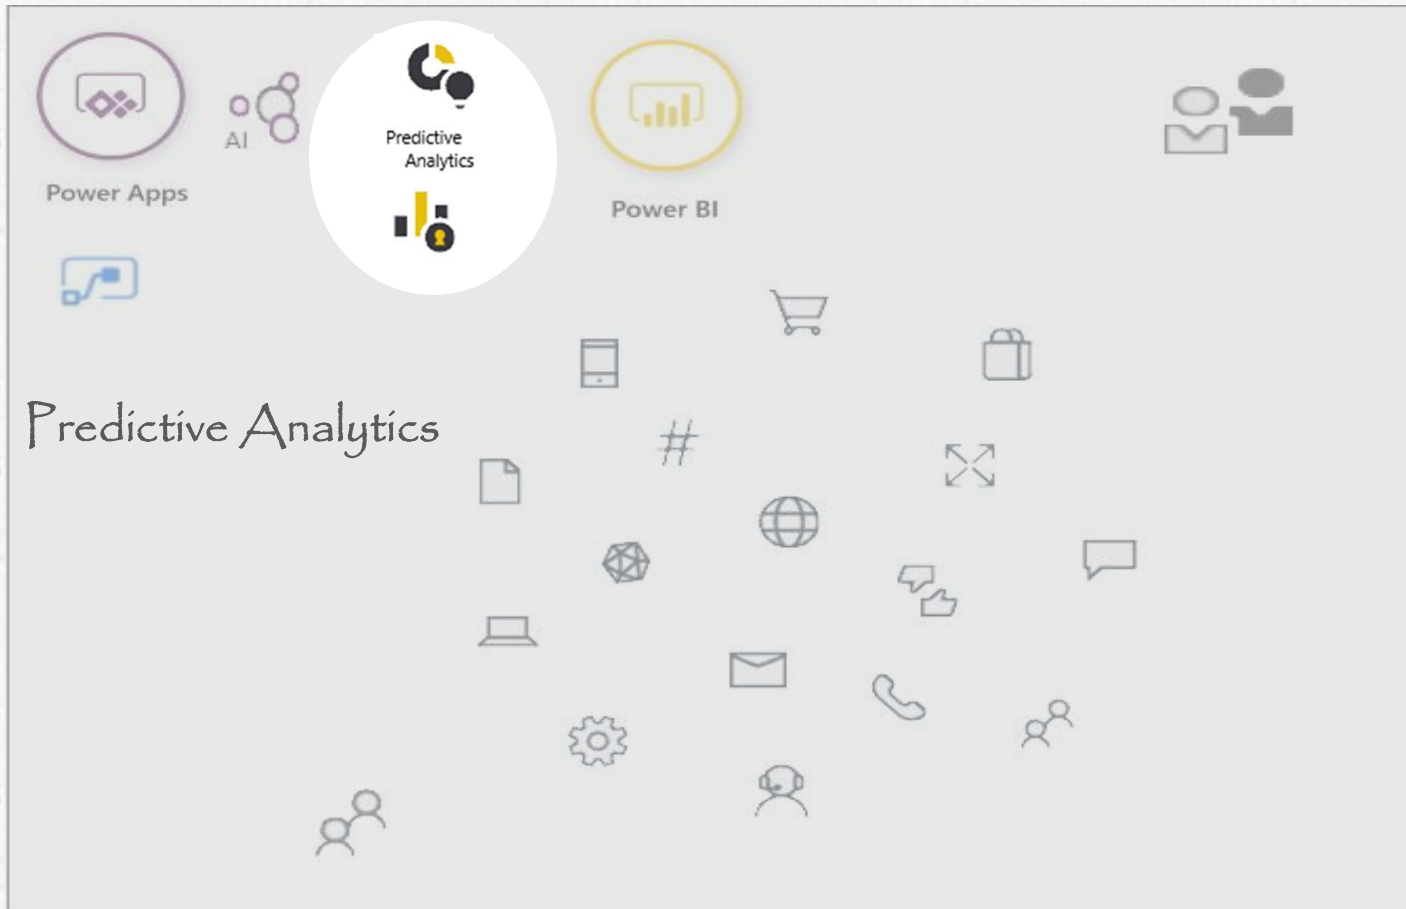 AI
Power Apps
Predictive
Analytics
Power BI
Predictive Analytics
#